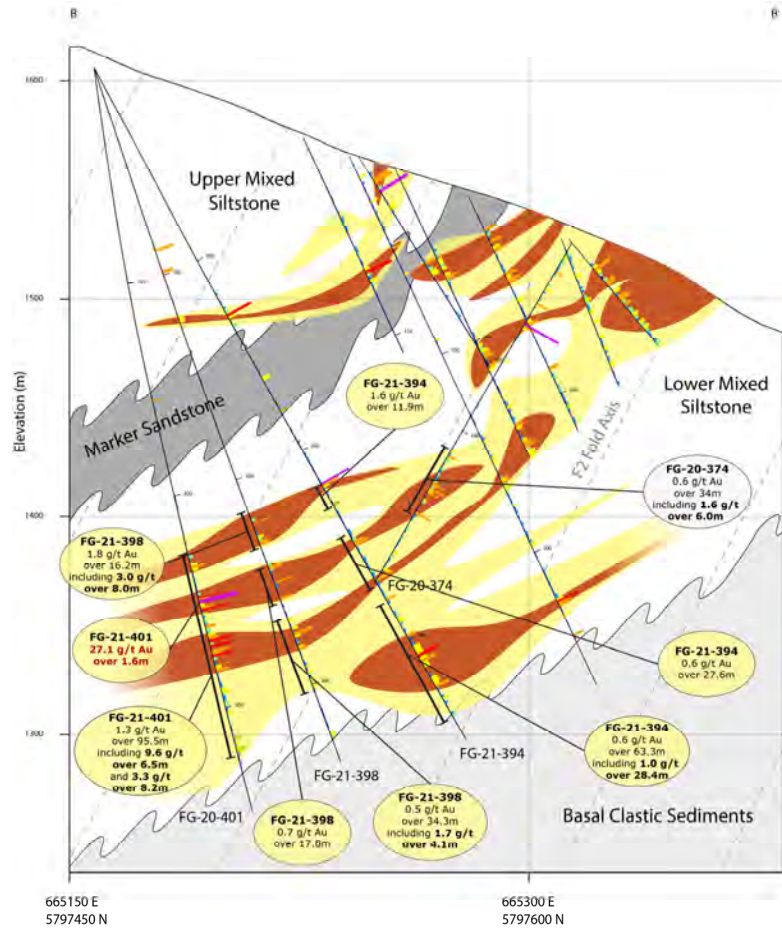 B
1600
Upper Mixed
Siltstone
1500
Elevation (m)
FG-21-394
1.6 g/t Au
over 11.9m
Lower Mixed
Siltstone
Marker Sandstone
F2 Fold Axis
FG-20-374
0.6 g/t Au
over 34m
including 1.6 g/t
over 6.0m
1400
FG-21-398
1.8 g/t Au
over 16.2m
including 3.0 g/t
over 8.0m
FG-20-374
FG-21-401
27.1 g/t Au
over 1.6m
FG-21-394
0.6 g/t Au
over 27.6m
FG-21-401
1.3 g/t Au
over 95.5m
including 9.6 g/t
over 6.5m
and 3.3 g/t
over 8.2m
FG-21-394
0.6 g/t Au
over 63.3m
including 1.0 g/t
over 28.4m
1300
FG-21-394
FG-21-398
FG-20-401
FG-21-398
0.7 g/t Au
over 17.0m
FG-21-398
0.5 g/t Au
over 34.3m
including 1.7 g/t
over 4.1m
Basal Clastic Sediments
665150 E
5797450 N
665300 E
5797600 N